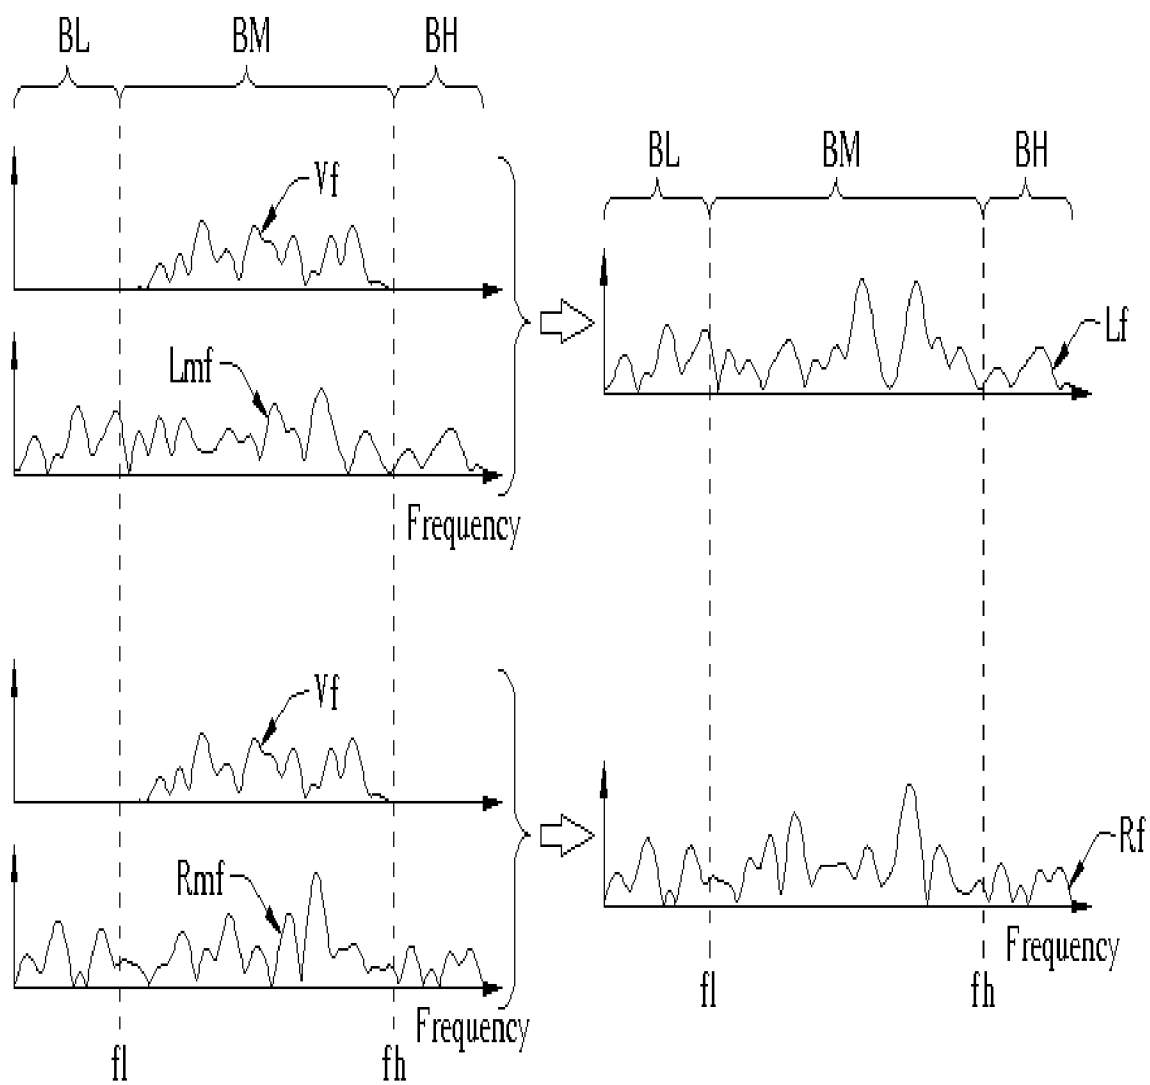 BL BM BH
Vf
Lmf
Frequency
Vf
Rmf
Frequency
fl fh
BL BM BH
Lf
Rf
Frequency
fl fh